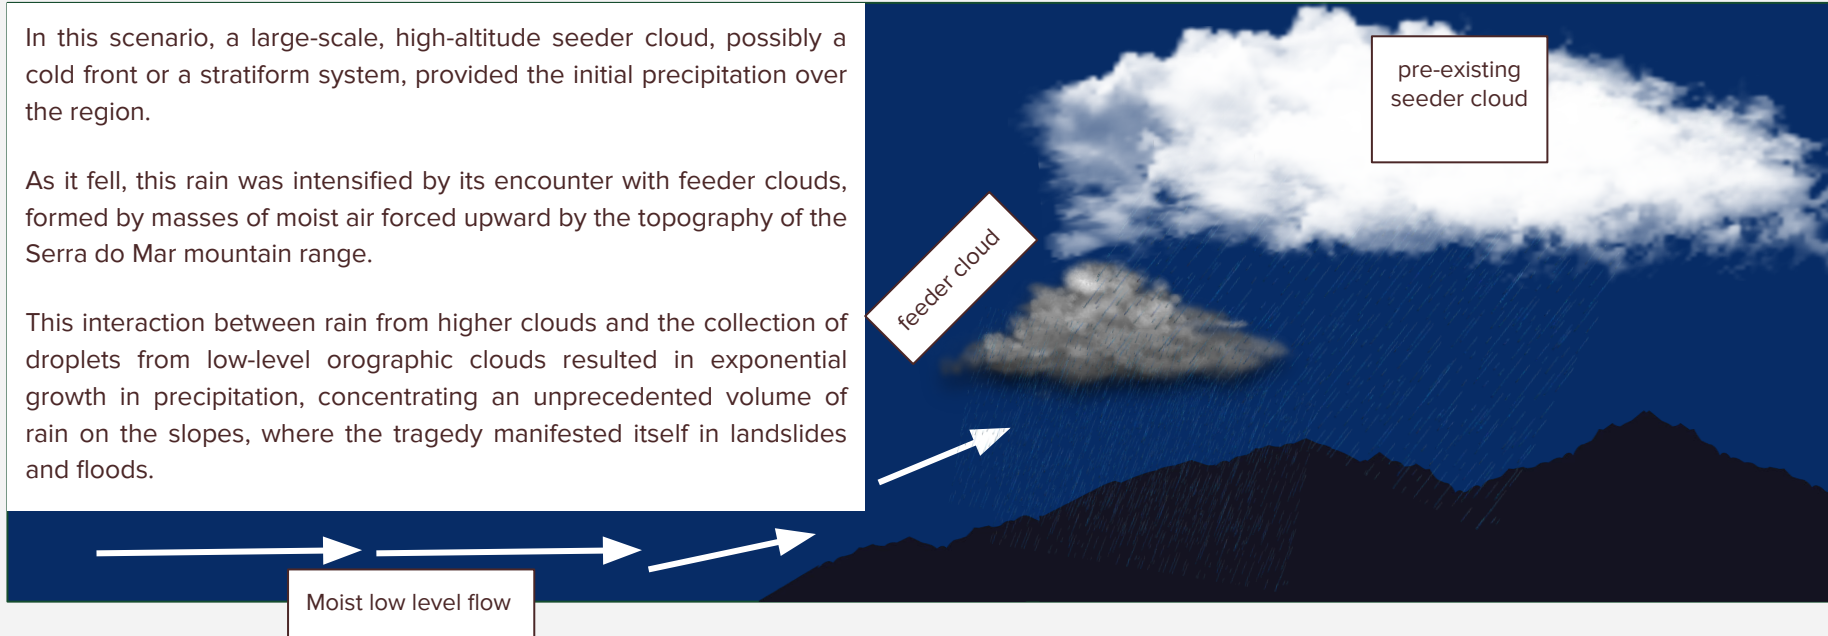 In this scenario, a large-scale, high-altitude seeder cloud, possibly a
cold front or a stratiform system, provided the initial precipitation over
the region.
As it fell, this rain was intensified by its encounter with feeder clouds,
formed by masses of moist air forced upward by the topography of the
Serra do Mar mountain range.
This interaction between rain from higher clouds and the collection of
droplets from low-level orographic clouds resulted in exponential
growth in precipitation, concentrating an unprecedented volume of
rain on the slopes, where the tragedy manifested itself in landslides
and floods.
pre-existing
seeder cloud
feeder cloud
Moist low level flow